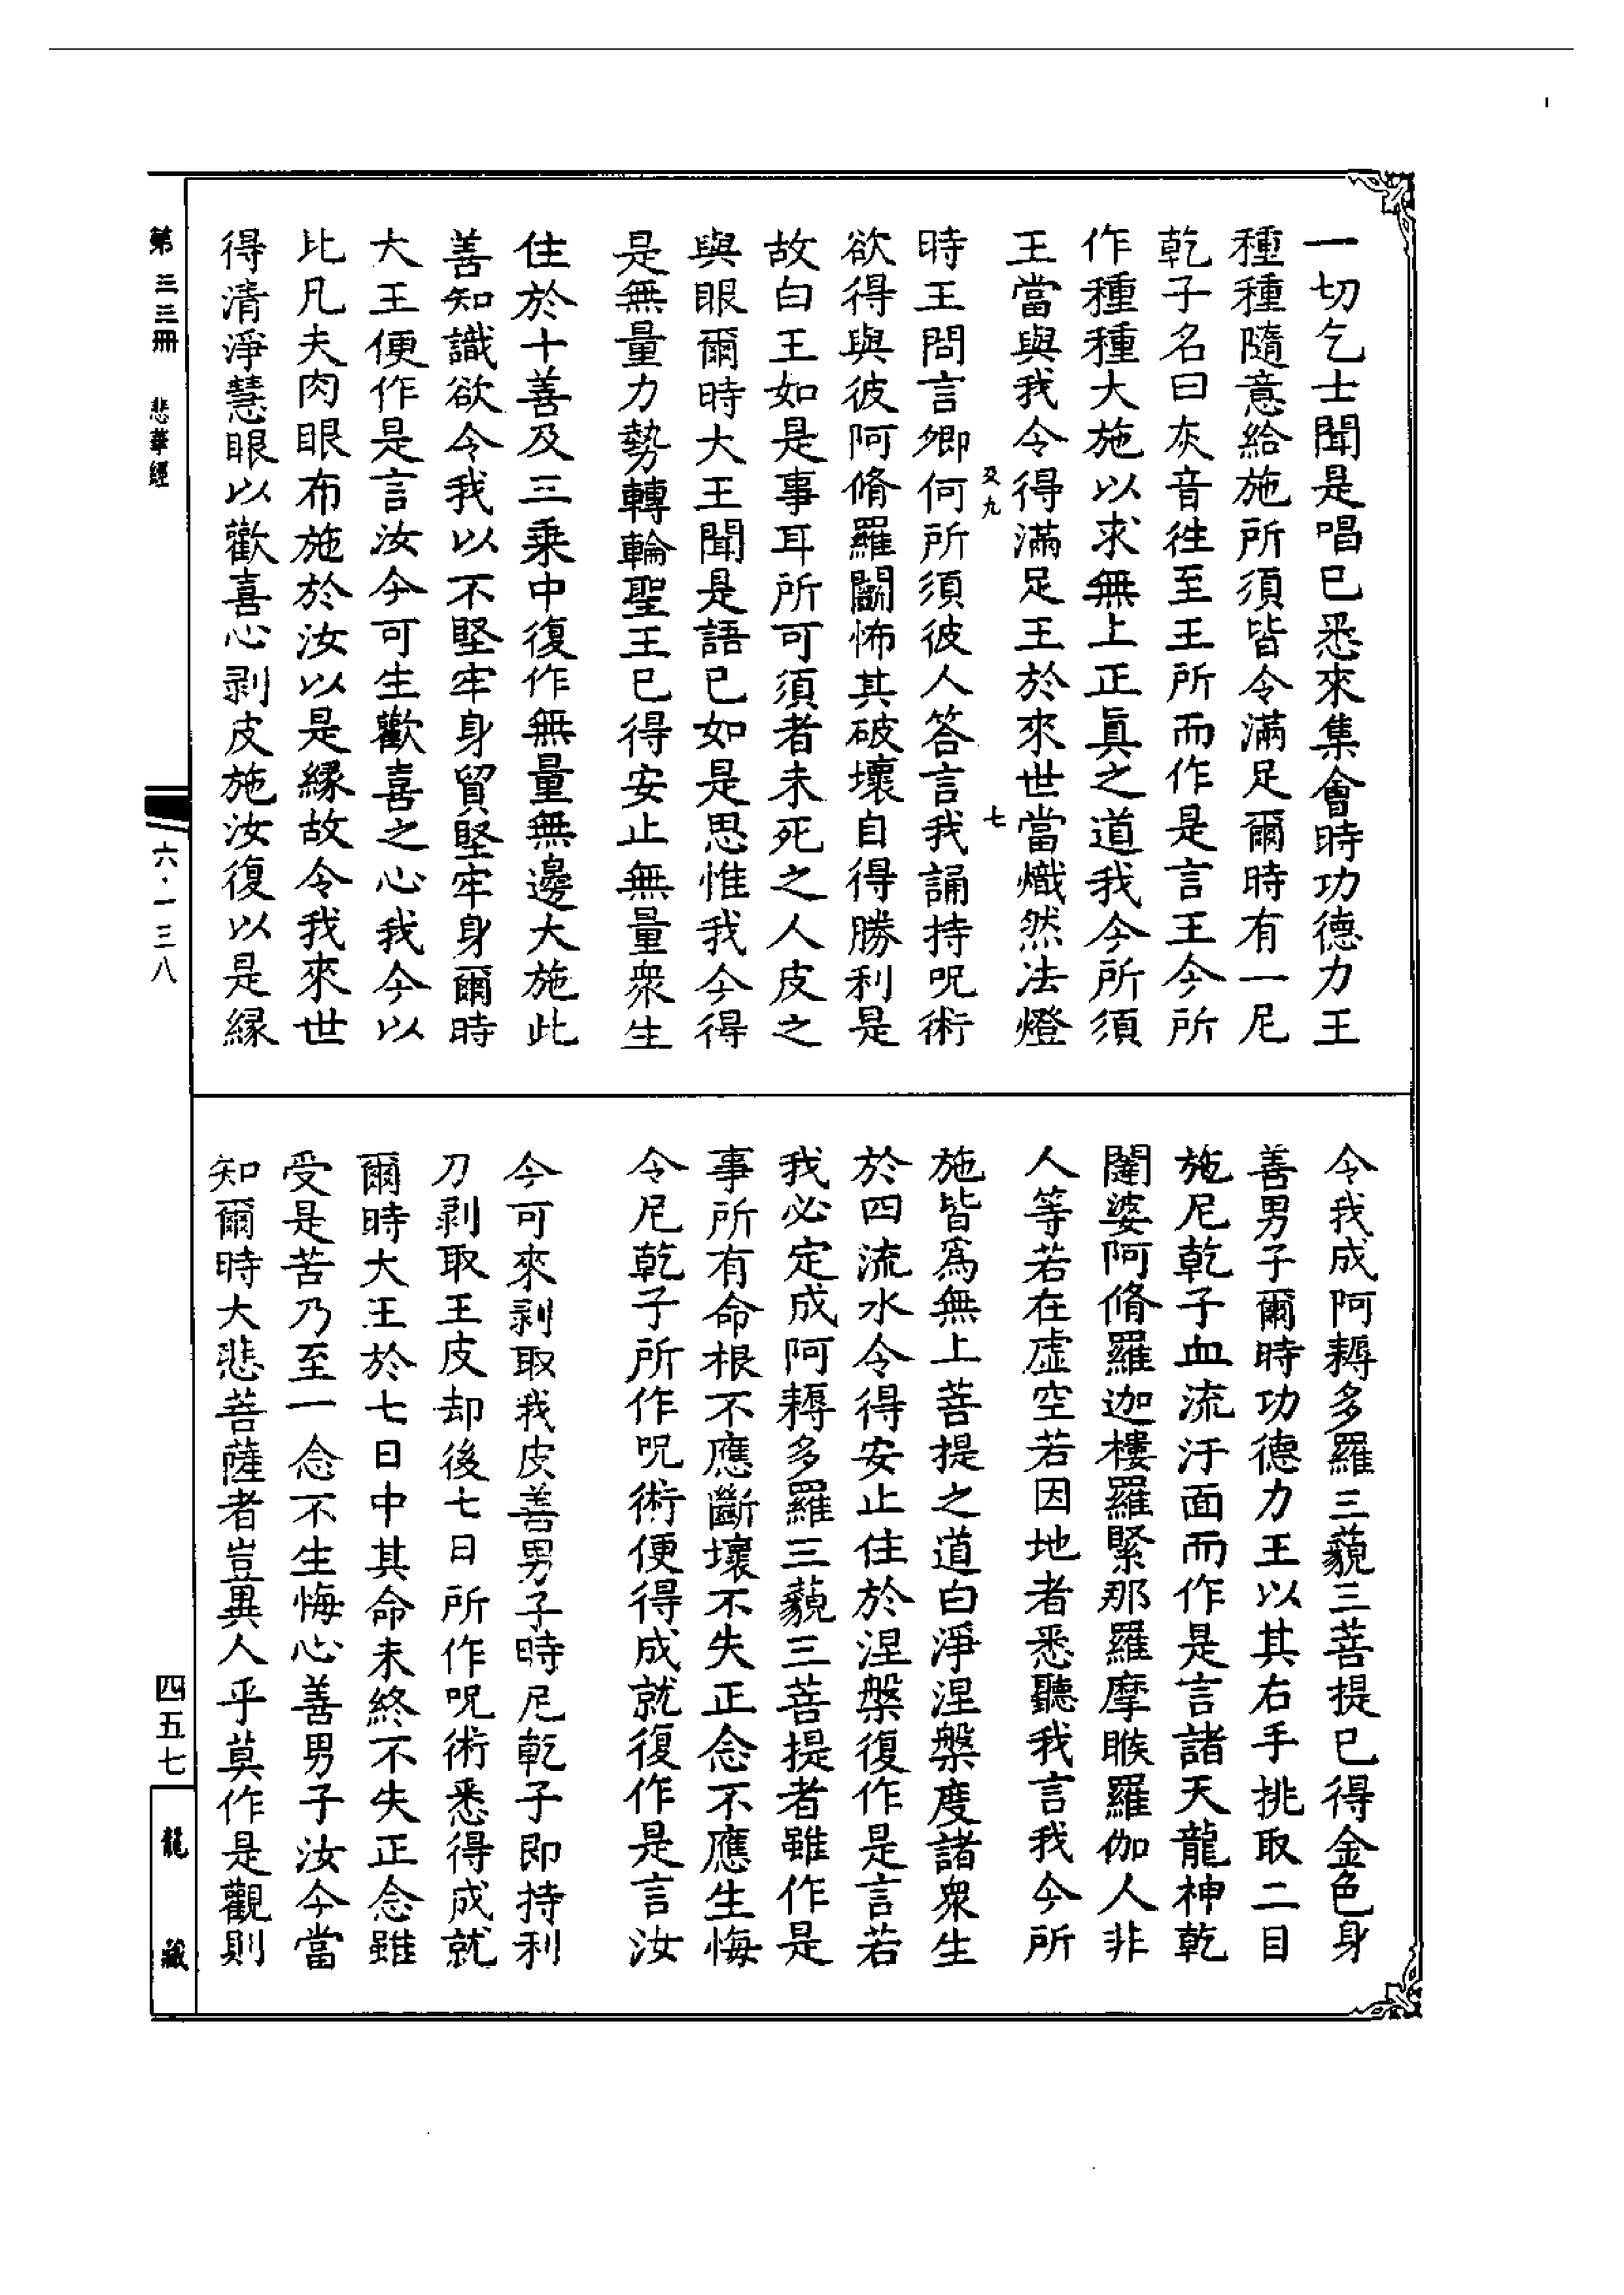 一切乞士聞是唱已悉來集會時功德力王
種種隨意給施所須皆令滿足爾時有一尼
乾子名曰灰音往至王所而作是言王今所
作種種大施以求無上正眞之道我今所須
王當與我令得滿足王於來世當熾然法燈
時王問言卿何所須彼人答言我誦持呪術
欲得與彼阿脩羅鬬怖其破壞自得勝利是
故白王如是事耳所可須者未死之人皮之
與眼爾時大王聞是語已如是思惟我今得
是無量力勢轉輪聖王已得安止無量衆生
住於十善及三乘中復作無量無邊大施此
善知識欲令我以不堅牢身貿堅牢身爾時
大王便作是言汝今可生歡喜之心我今以
此凡夫肉眼布施於汝以是緣故令我來世
得清淨慧眼以歡喜心剥皮施汝復以是緣
令我成阿耨多羅三藐三菩提已得金色身
善男子爾時功德力王以其右手挑取二目
施尼乾子血流汙面而作是言諸天龍神乾
闥婆阿脩羅迦樓羅緊那羅摩睺羅伽人非
人等若在虛空若因地者悉聽我言我今所
施皆爲無上菩提之道白淨涅槃度諸衆生
於四流水令得安止住於涅槃復作是言若
我必定成阿耨多羅三藐三菩提者雖作是
事所有命根不應斷壞不失正念不應生悔
令尼乾子所作呪術便得成就復作是言汝
今可來剥取我皮善男子時尼乾子即持利
刀剥取王皮却後七日所作呪術悉得成就
爾時大王於七日中其命未終不失正念雖
受是苦乃至一念不生悔心善男子汝今當
知爾時大悲菩薩者豈異人乎莫作是觀則
第三三冊 悲華經
六·一三八
四五七
龍藏
七